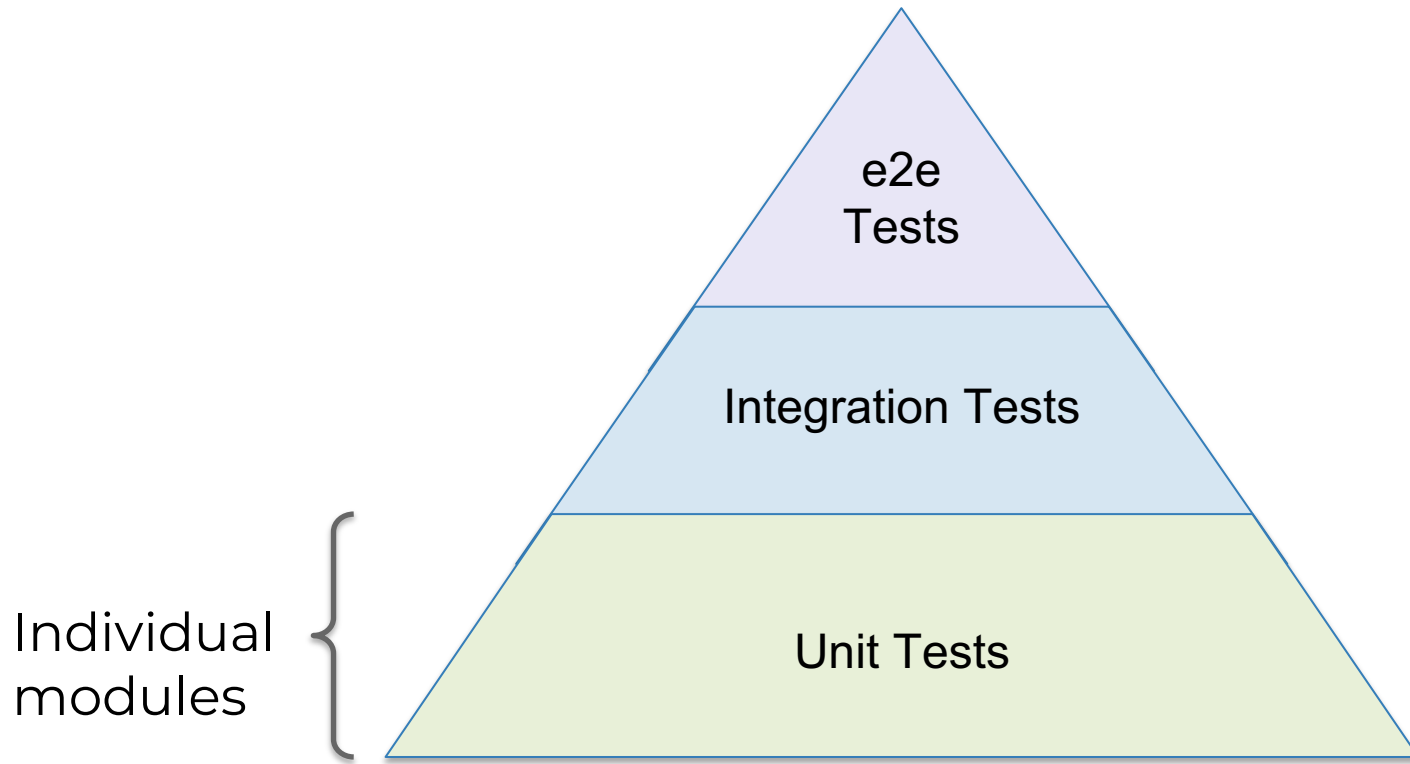 e2e
Tests
Integration Tests
Unit Tests
Individual
modules